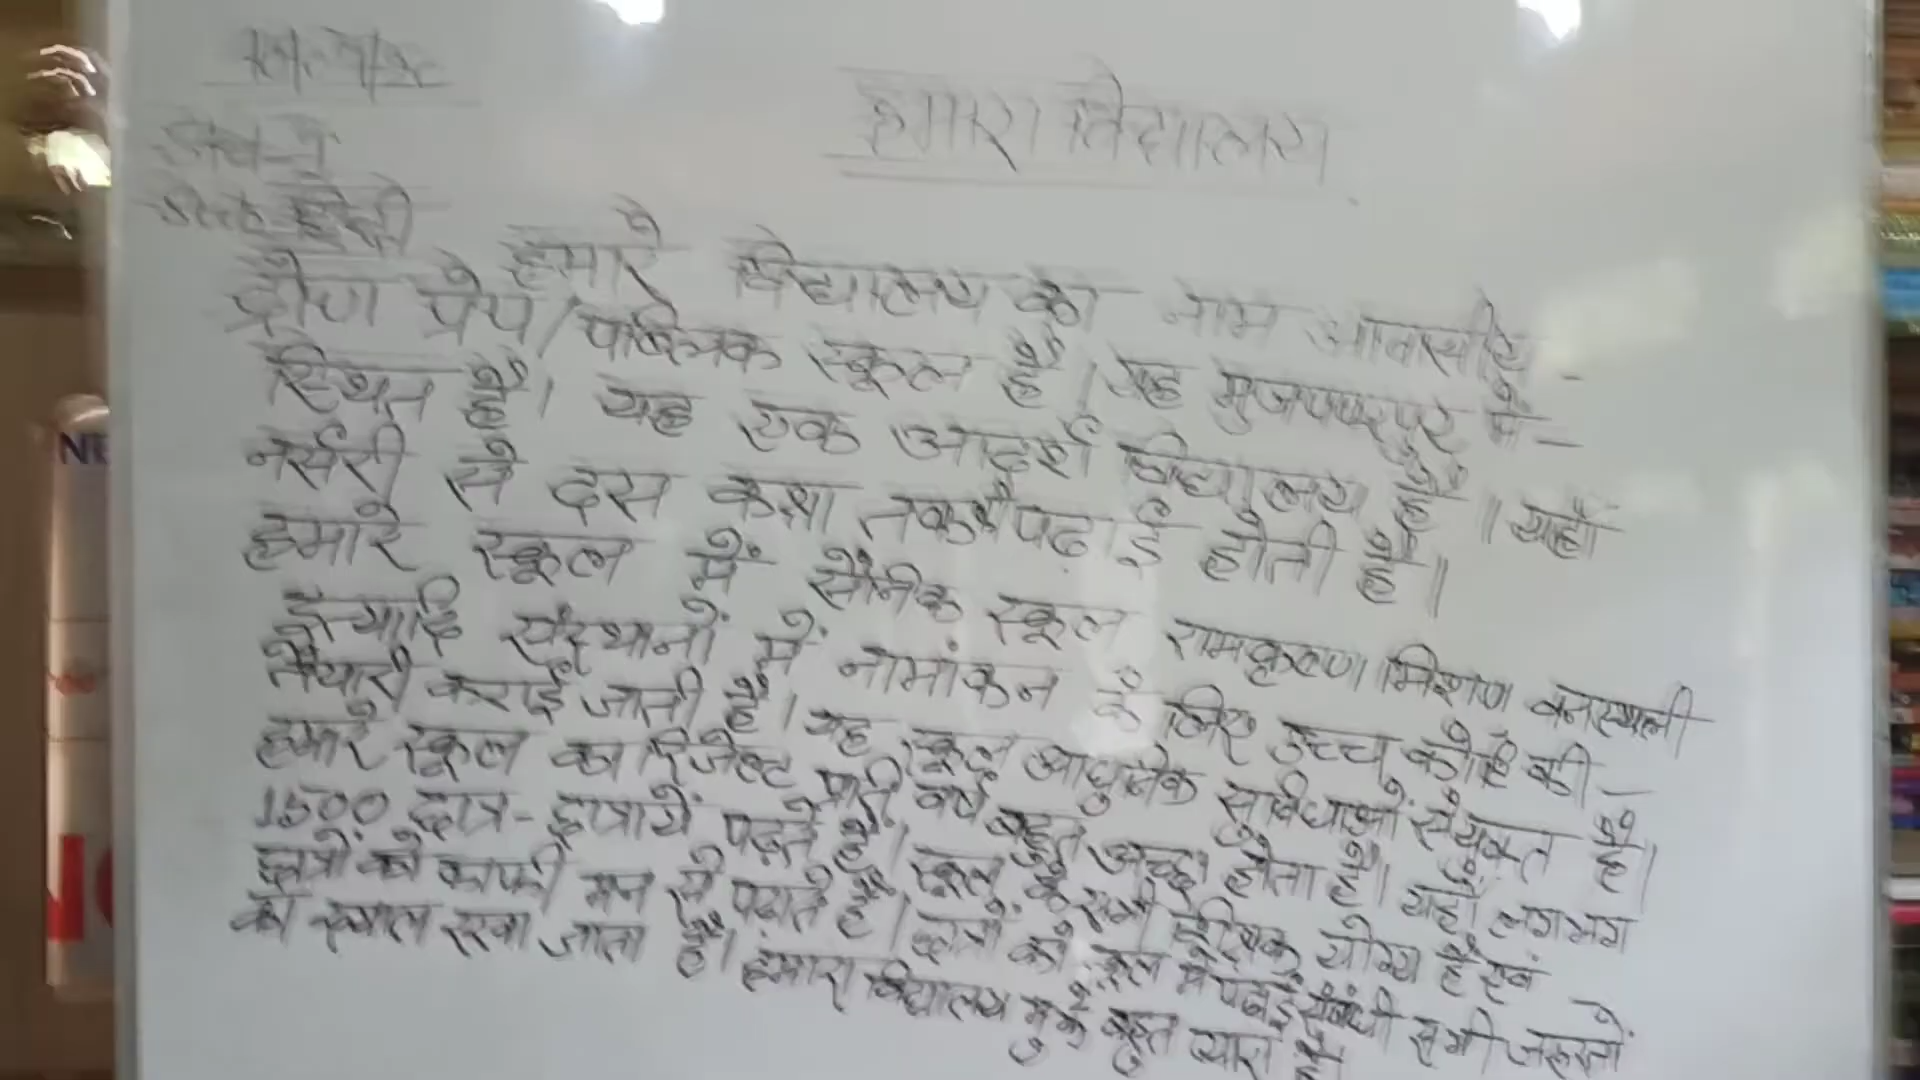 हमारा विद्यालय
हमारे विद्यालय का नाम आवासीय
द्रोण प्रेप/पब्लिक स्कूल है। यह मुजफ्फरपुर में
स्थित है। यह एक आदर्श विद्यालय है। यहाँ
नर्सरी से दस कक्षा तक पढ़ाई होती है।
हमारे स्कूल में सैनिक स्कूल रामकृष्ण मिशण वनस्थली
इत्यादि संस्थानों में नामांकन के लिए उच्च कोटि की
तैयारी कराई जाती है। यह स्कूल आधुनिक सुविधाओं से युक्त है।
हमारे स्कूल का रिजेल्ट प्रति वर्ष बहुत अच्छा होता है। यहाँ लगभग
1500 छात्र-छात्रायें पढ़ते हैं। स्कूल के सभी शिक्षक योग्य हैं एवं
छात्रों को काफी मन से पढ़ाते हैं। छात्रों की स्कूल में पढ़ाई संबंधी सभी जरूरतों
का ख्याल रखा जाता है। हमारा विद्यालय मुझे बहुत प्यारा है
NE